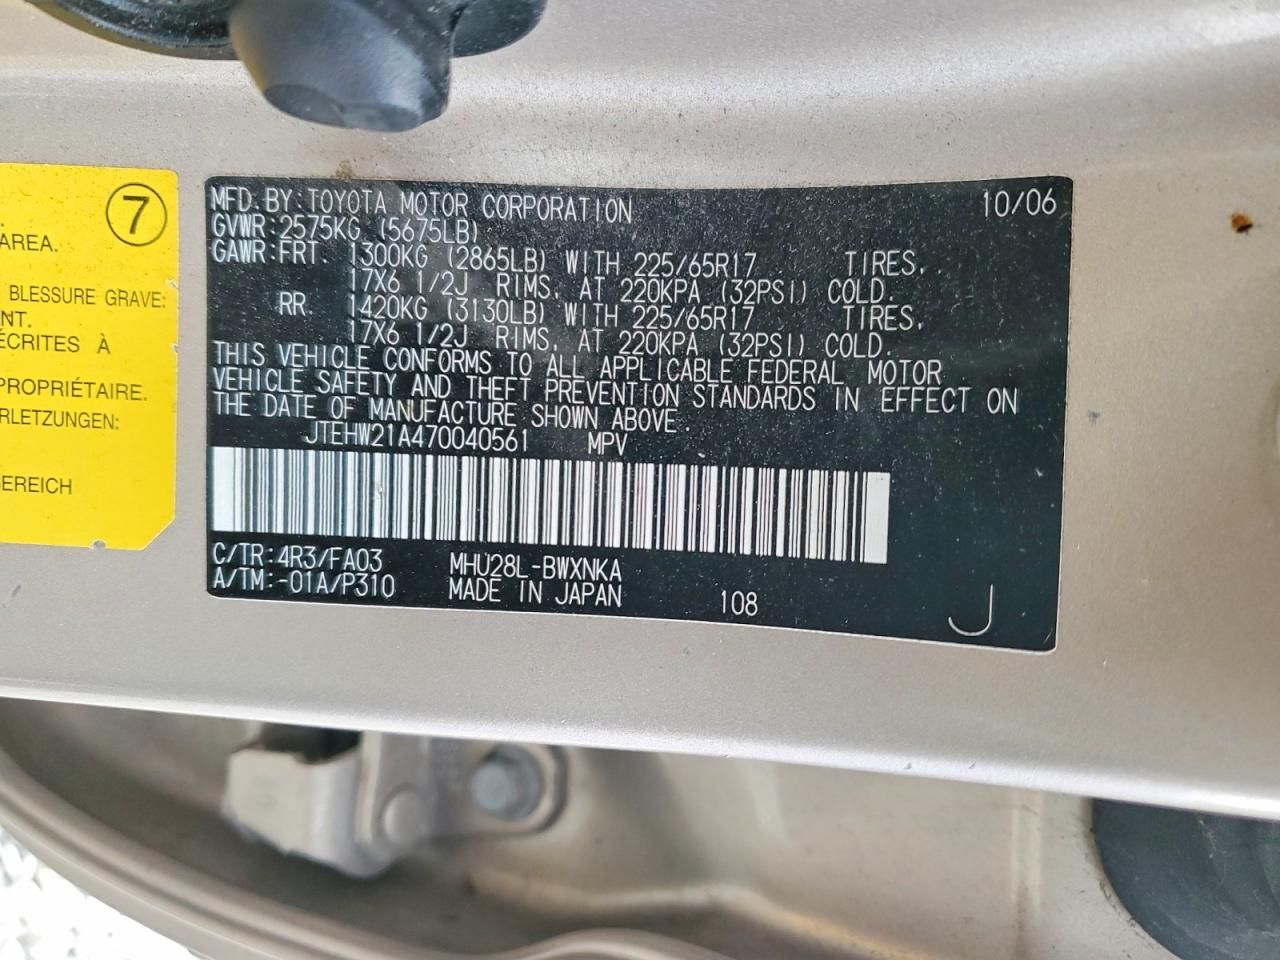 7
AREA.
BLESSURE GRAVE:
NT.
ÉCRITES À
PROPRIÉTAIRE.
ERLETZUNGEN:
BEREICH
MFD. BY: TOYOTA MOTOR CORPORATION 10/06
GVWR: 2575KG (5675LB)
GAWR: FRT. 1300KG (2865LB) WITH 225/65R17 TIRES,
17X6 1/2J RIMS, AT 220KPA (32PSI) COLD.
RR 1420KG (3130LB) WITH 225/65R17 TIRES,
17X6 1/2J RIMS, AT 220KPA (32PSI) COLD.
THIS VEHICLE CONFORMS TO ALL APPLICABLE FEDERAL MOTOR
VEHICLE SAFETY AND THEFT PREVENTION STANDARDS IN EFFECT ON
THE DATE OF MANUFACTURE SHOWN ABOVE.
JTEHW21A470040561 MPV
C/TR: 4R3/FA03 MHU28L-BWXNKA
A/TM: -01A/P310 MADE IN JAPAN 108 J